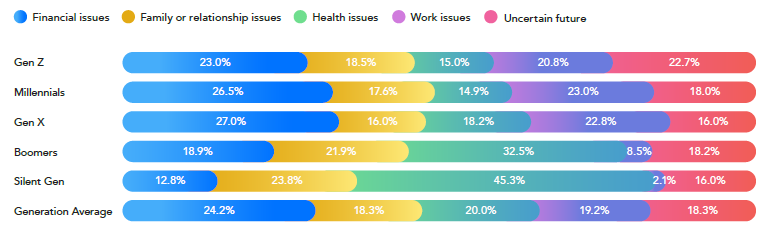 Financial issues Family or relationship issues Health issues Work issues Uncertain future
Gen Z 23.0% 18.5% 15.0% 20.8% 22.7%
Millennials 26.5% 17.6% 14.9% 23.0% 18.0%
Gen X 27.0% 16.0% 18.2% 22.8% 16.0%
Boomers 18.9% 21.9% 32.5% 8.5% 18.2%
Silent Gen 12.8% 23.8% 45.3% 2.1% 16.0%
Generation Average 24.2% 18.3% 20.0% 19.2% 18.3%